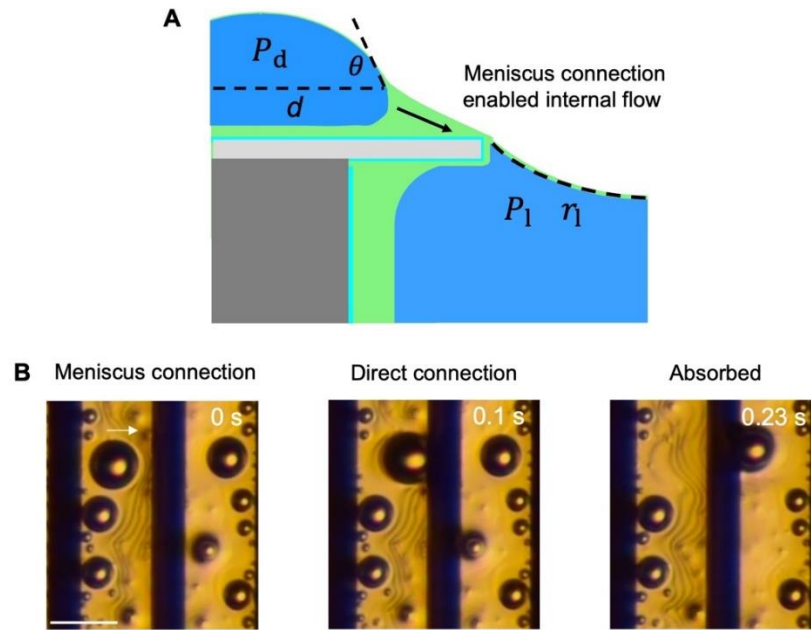 A
P_d
θ
d
Meniscus connection
enabled internal flow
P_l r_l
B
Meniscus connection
Direct connection
Absorbed
0 s
0.1 s
0.23 s